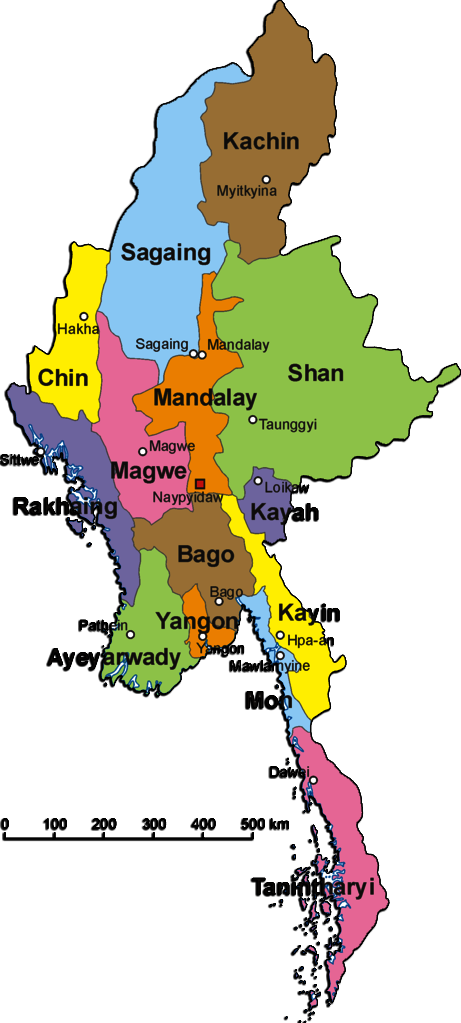 Kachin
Myitkyina
Sagaing
Hakha
Sagaing
Mandalay
Shan
Chin
Mandalay
Taunggyi
Magwe
Sittwe
Magwe
Loikaw
Naypyidaw
Rakhaing
Kayah
Bago
Bago
Kayin
Yangon
Pathein
Hpa-an
Yangon
Ayeyarwady
Mawlamyine
Mon
Dawei
0 100 200 300 400 500 km
Tanintharyi